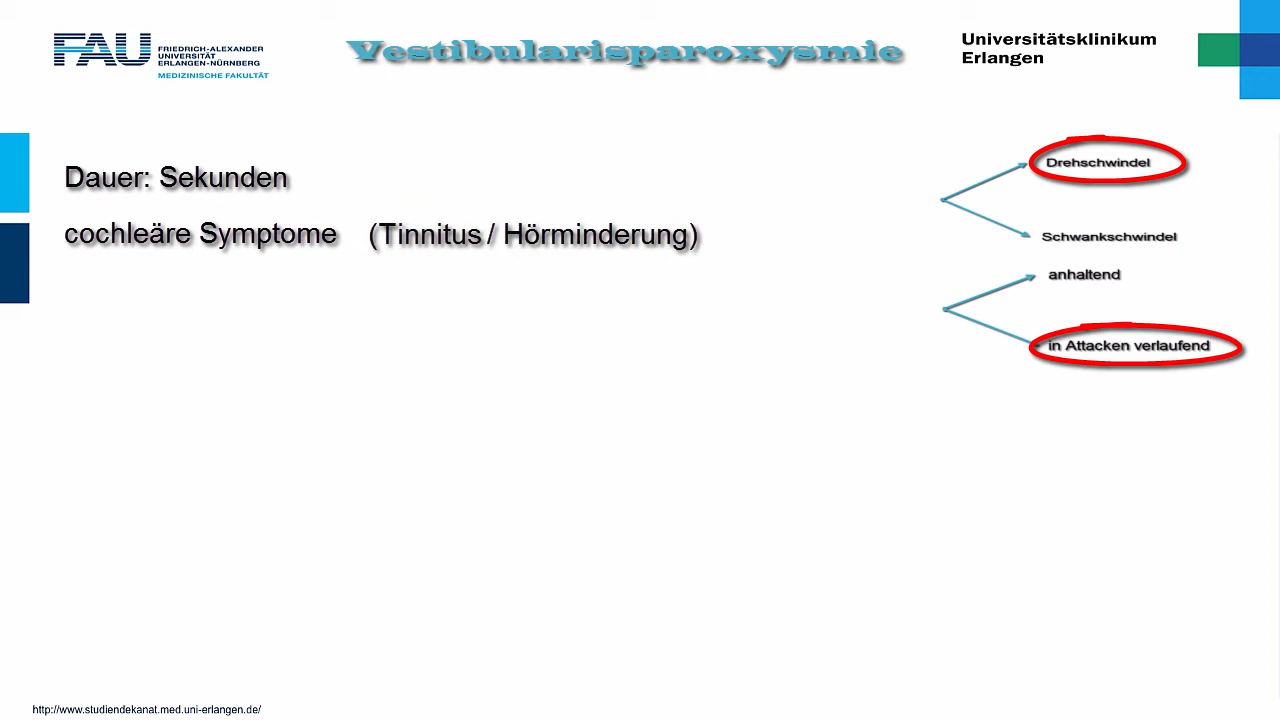 FAU
FRIEDRICH-ALEXANDER
UNIVERSITÄT
ERLANGEN-NÜRNBERG
MEDIZINISCHE FAKULTÄT
Vestibularisparoxysmie
Universitätsklinikum
Erlangen
Dauer: Sekunden
cochleäre Symptome (Tinnitus / Hörminderung)
Drehschwindel
Schwankschwindel
anhaltend
in Attacken verlaufend
http://www.studiendekanat.med.uni-erlangen.de/